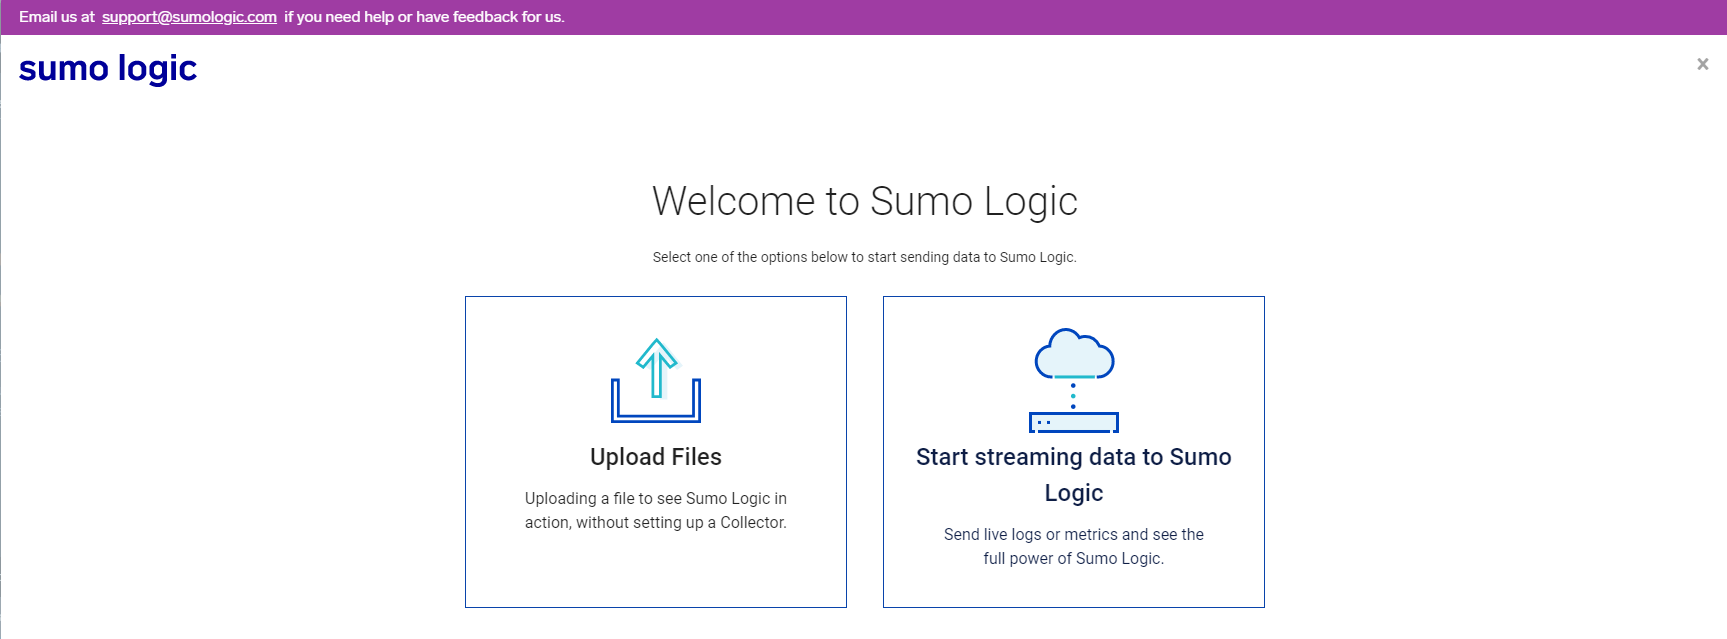 Email us at support@sumologic.com if you need help or have feedback for us.
sumo logic
×
Welcome to Sumo Logic
Select one of the options below to start sending data to Sumo Logic.
Upload Files
Uploading a file to see Sumo Logic in
action, without setting up a Collector.
Start streaming data to Sumo
Logic
Send live logs or metrics and see the
full power of Sumo Logic.